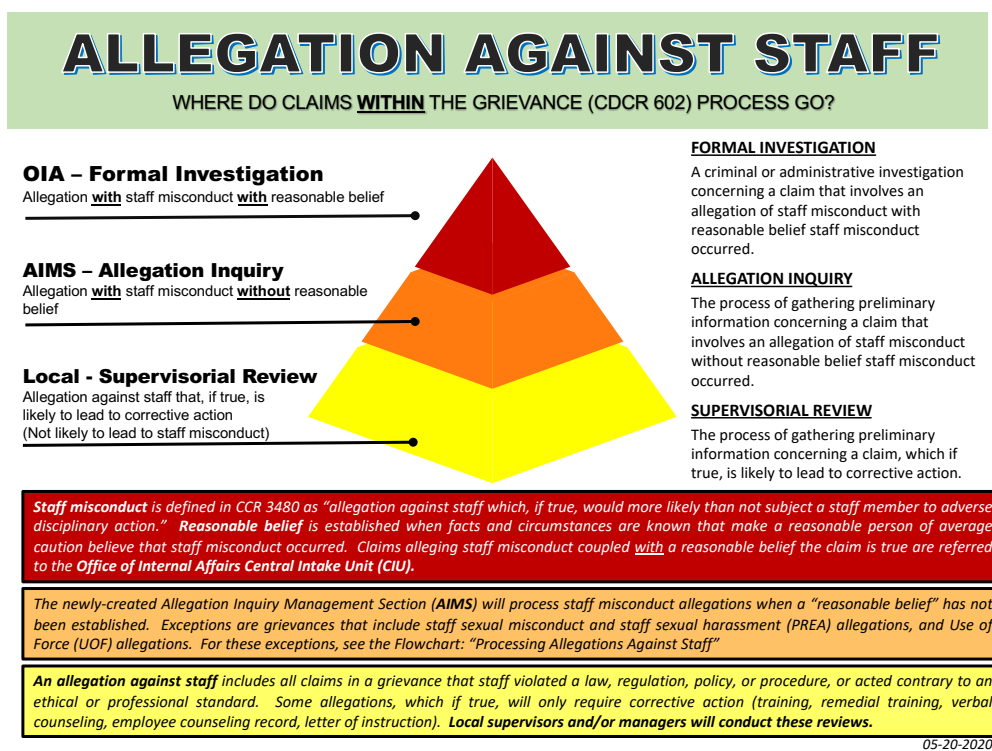 ALLEGATION AGAINST STAFF
WHERE DO CLAIMS WITHIN THE GRIEVANCE (CDCR 602) PROCESS GO?
OIA – Formal Investigation
Allegation with staff misconduct with reasonable belief
AIMS – Allegation Inquiry
Allegation with staff misconduct without reasonable
belief
Local - Supervisorial Review
Allegation against staff that, if true, is
likely to lead to corrective action
(Not likely to lead to staff misconduct)
FORMAL INVESTIGATION
A criminal or administrative investigation
concerning a claim that involves an
allegation of staff misconduct with
reasonable belief staff misconduct
occurred.
ALLEGATION INQUIRY
The process of gathering preliminary
information concerning a claim that
involves an allegation of staff misconduct
without reasonable belief staff misconduct
occurred.
SUPERVISORIAL REVIEW
The process of gathering preliminary
information concerning a claim, which if
true, is likely to lead to corrective action.
Staff misconduct is defined in CCR 3480 as “allegation against staff which, if true, would more likely than not subject a staff member to adverse
disciplinary action.” Reasonable belief is established when facts and circumstances are known that make a reasonable person of average
caution believe that staff misconduct occurred. Claims alleging staff misconduct coupled with a reasonable belief the claim is true are referred
to the Office of Internal Affairs Central Intake Unit (CIU).
The newly-created Allegation Inquiry Management Section (AIMS) will process staff misconduct allegations when a “reasonable belief” has not
been established. Exceptions are grievances that include staff sexual misconduct and staff sexual harassment (PREA) allegations, and Use of
Force (UOF) allegations. For these exceptions, see the Flowchart: “Processing Allegations Against Staff”
An allegation against staff includes all claims in a grievance that staff violated a law, regulation, policy, or procedure, or acted contrary to an
ethical or professional standard. Some allegations, which if true, will only require corrective action (training, remedial training, verbal
counseling, employee counseling record, letter of instruction). Local supervisors and/or managers will conduct these reviews.
05-20-2020